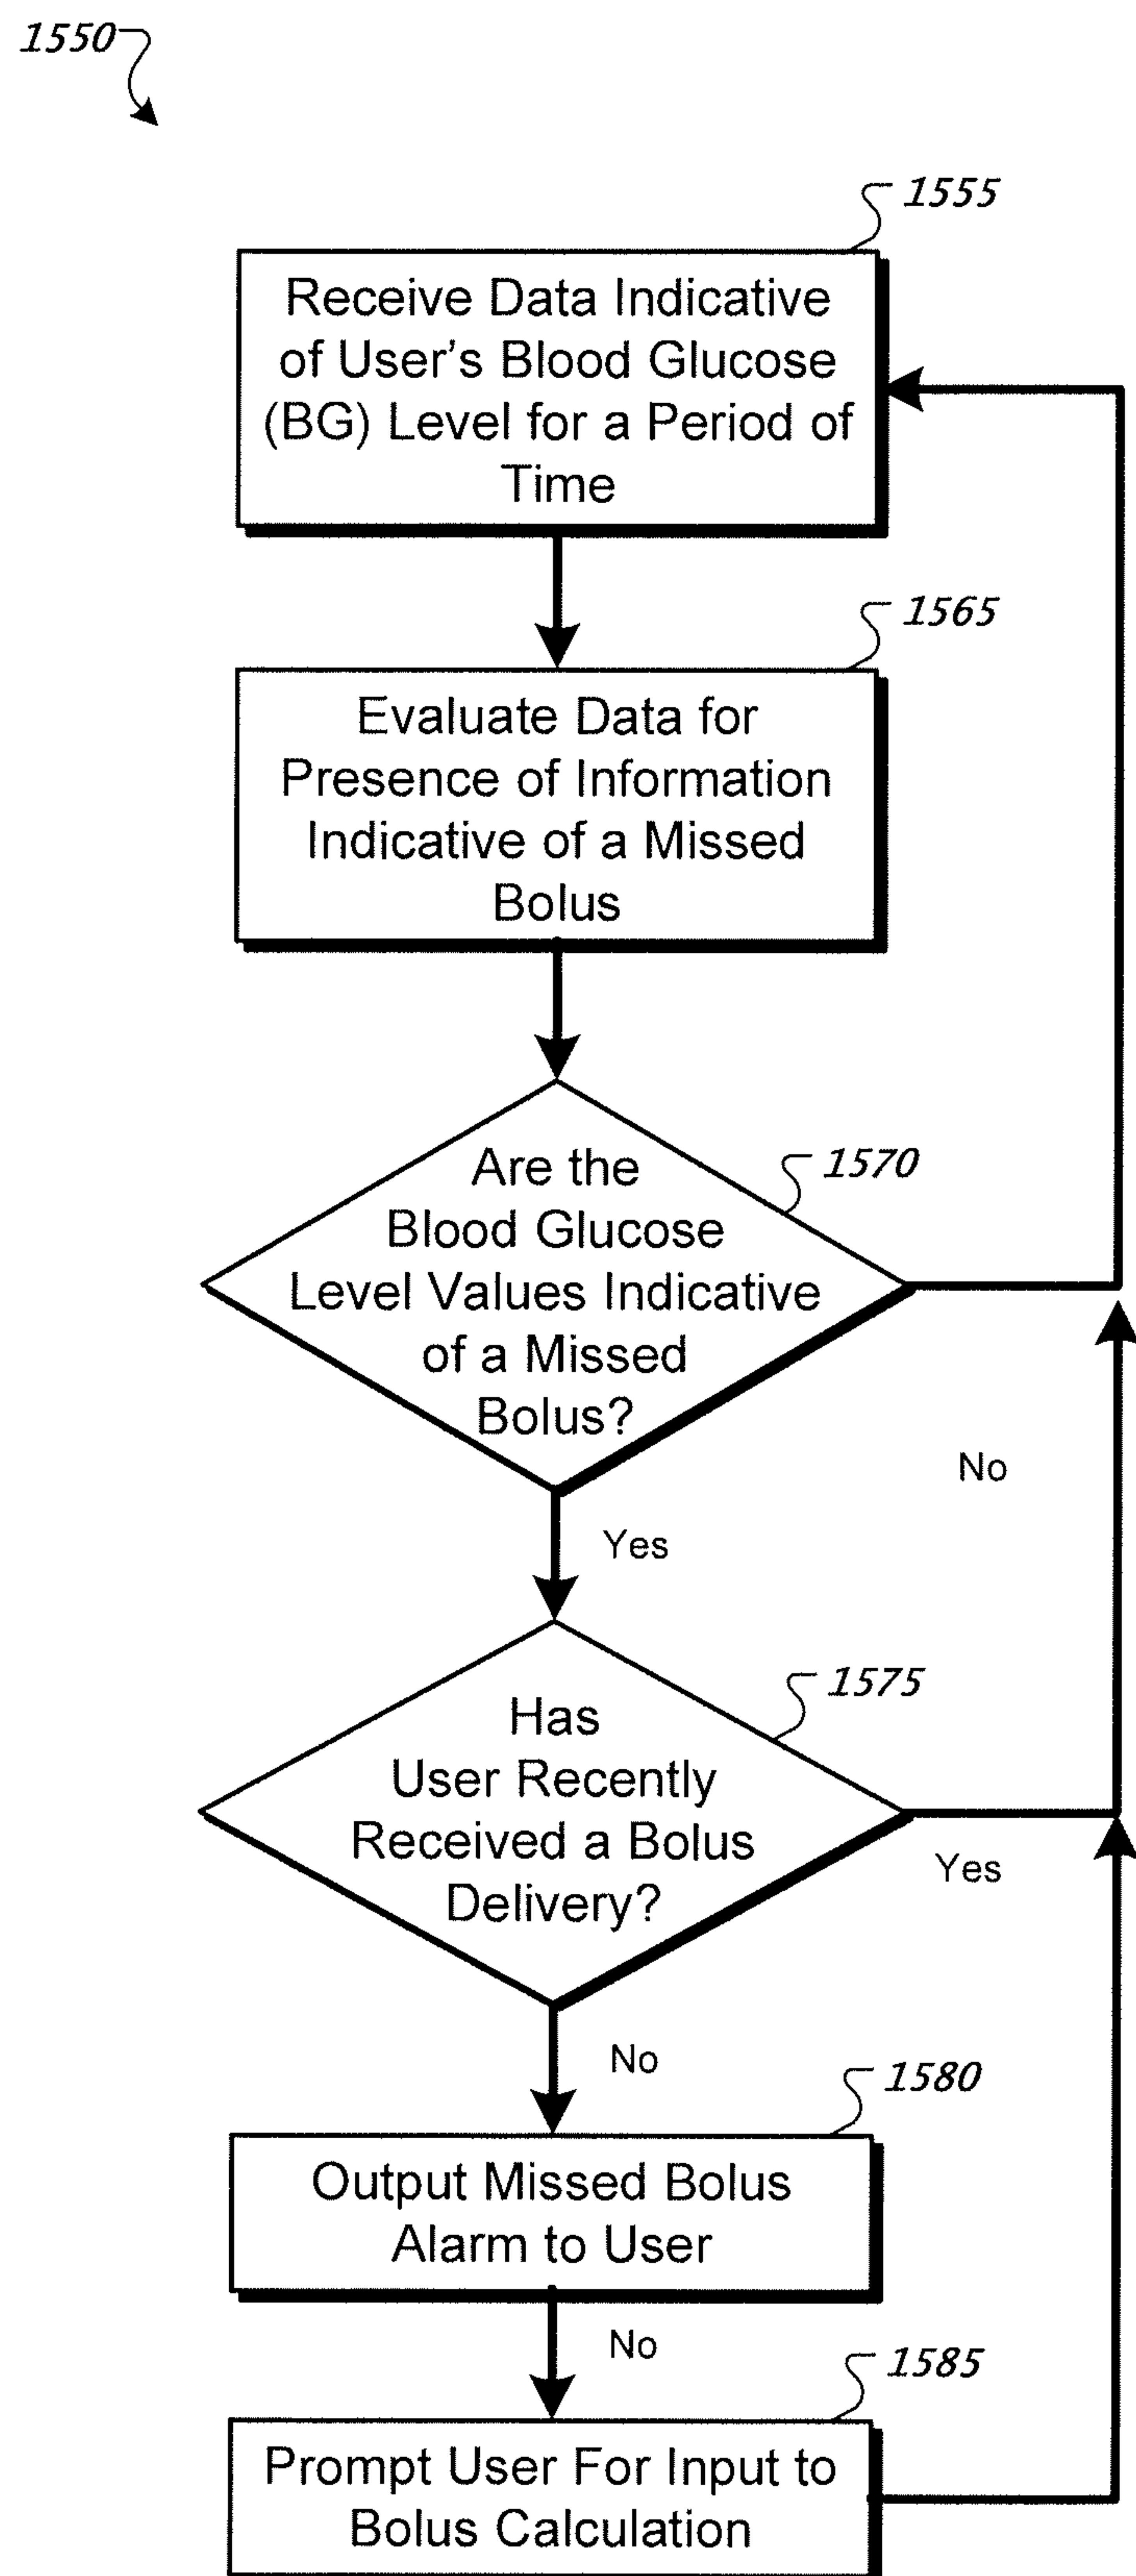 1550
1555
Receive Data Indicative
of User's Blood Glucose
(BG) Level for a Period of
Time
1565
Evaluate Data for
Presence of Information
Indicative of a Missed
Bolus
1570
Are the
Blood Glucose
Level Values Indicative
of a Missed
Bolus?
No
Yes
1575
Has
User Recently
Received a Bolus
Delivery?
Yes
No
1580
Output Missed Bolus
Alarm to User
No
1585
Prompt User For Input to
Bolus Calculation